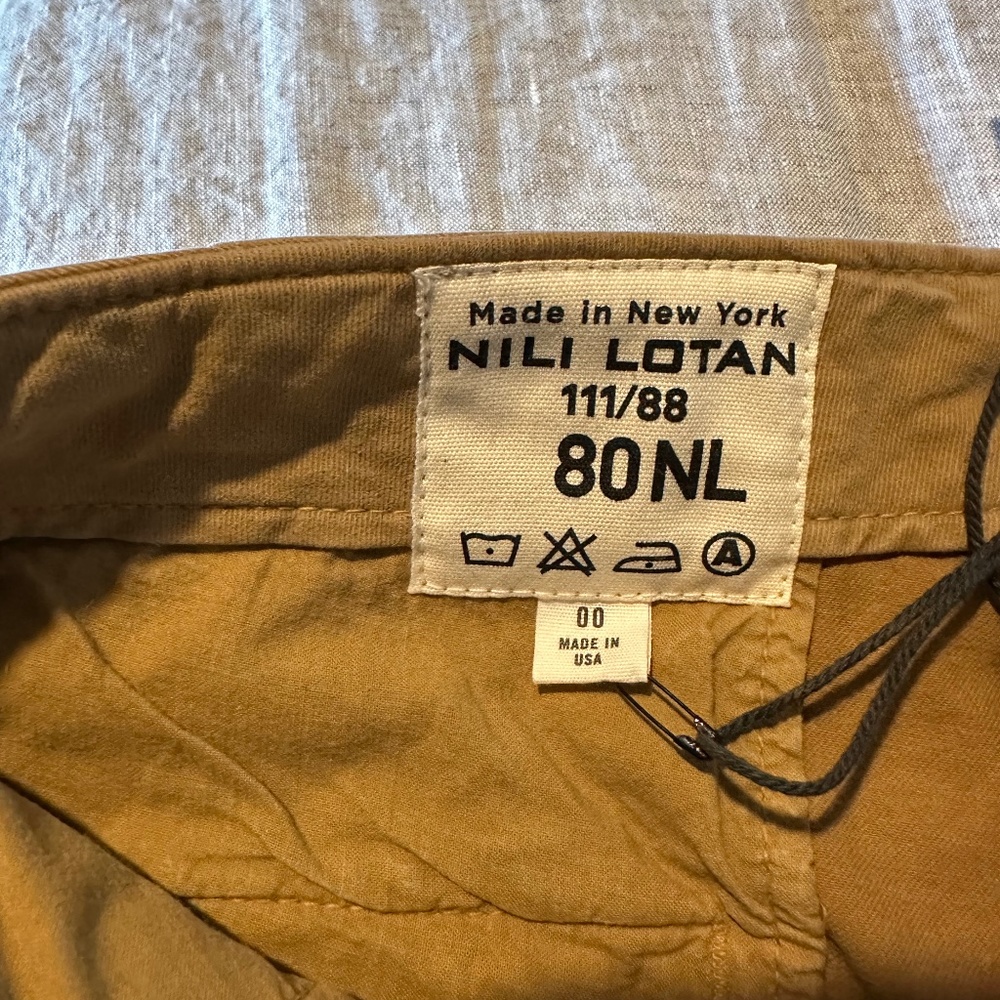 Made in New York
NILI LOTAN
111/88
80NL
A
00
MADE IN
USA